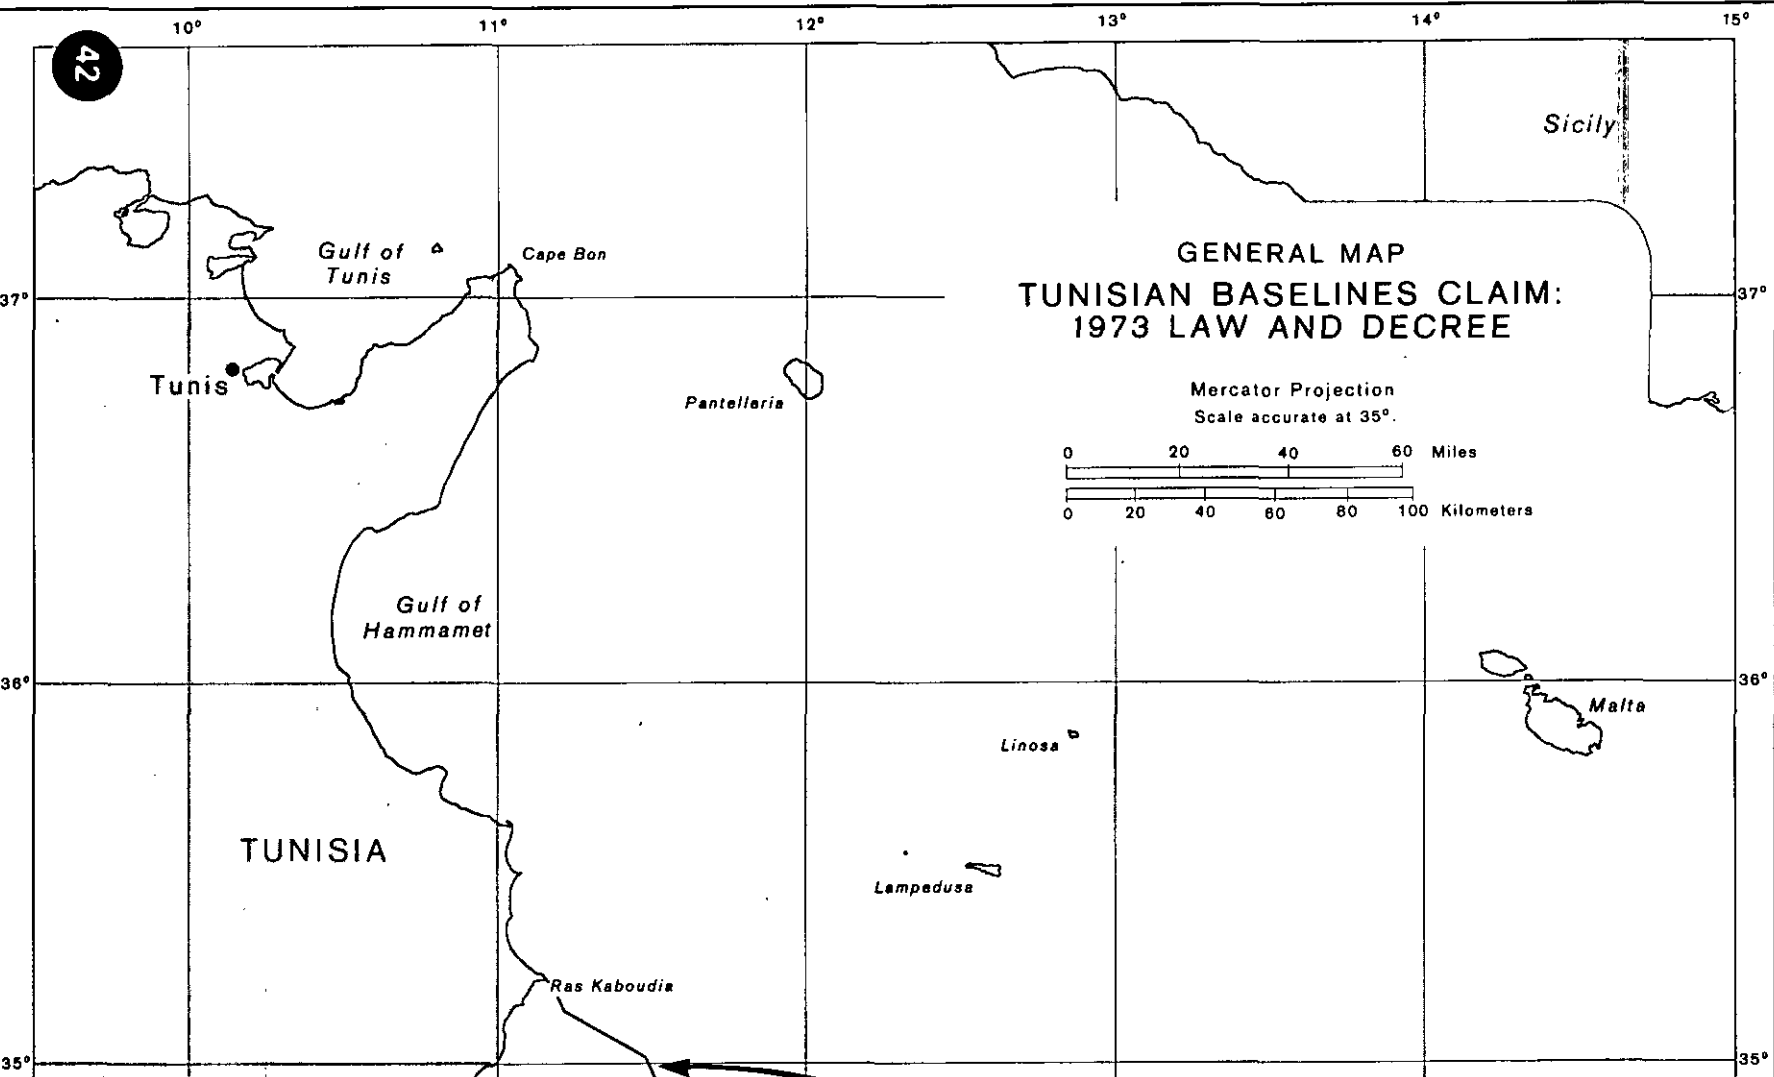 10° 11° 12° 13° 14° 15°
42
Sicily
Gulf of
Tunis
Cape Bon
GENERAL MAP
37°
TUNISIAN BASELINES CLAIM:
37°
1973 LAW AND DECREE
Tunis
Pantelleria
Mercator Projection
Scale accurate at 35°.
0 20 40 60 Miles
0 20 40 60 80 100 Kilometers
Gulf of
Hammamet
36°
36°
Malta
Linosa
TUNISIA
Lampedusa
Ras Kaboudia
35°
35°